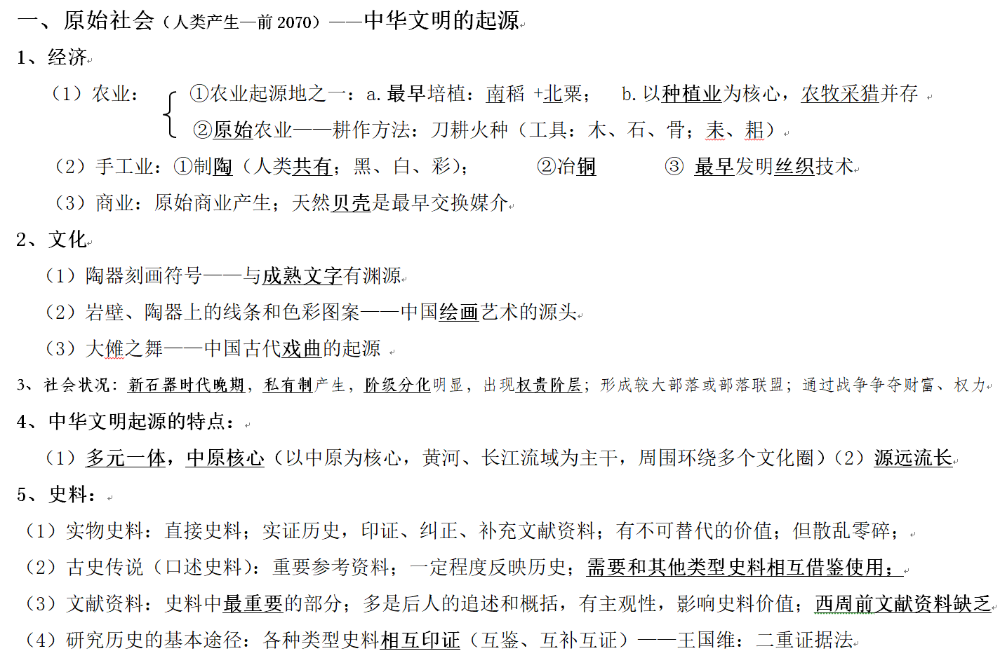 一、原始社会（人类产生—前2070）——中华文明的起源
1、经济
（1）农业：　①农业起源地之一：a.最早培植：南稻 +北粟；　b.以种植业为核心，农牧采猎并存
②原始农业——耕作方法：刀耕火种（工具：木、石、骨；耒、耜）
（2）手工业：①制陶（人类共有；黑、白、彩）；　②冶铜　③ 最早发明丝织技术
（3）商业：原始商业产生；天然贝壳是最早交换媒介
2、文化
（1）陶器刻画符号——与成熟文字有渊源
（2）岩壁、陶器上的线条和色彩图案——中国绘画艺术的源头
（3）大傩之舞——中国古代戏曲的起源
3、社会状况：新石器时代晚期，私有制产生，阶级分化明显，出现权贵阶层；形成较大部落或部落联盟；通过战争争夺财富、权力
4、中华文明起源的特点：
（1）多元一体，中原核心（以中原为核心，黄河、长江流域为主干，周围环绕多个文化圈）（2）源远流长
5、史料：
（1）实物史料：直接史料；实证历史，印证、纠正、补充文献资料；有不可替代的价值；但散乱零碎；
（2）古史传说（口述史料）：重要参考资料；一定程度反映历史；需要和其他类型史料相互借鉴使用；
（3）文献资料：史料中最重要的部分；多是后人的追述和概括，有主观性，影响史料价值；西周前文献资料缺乏
（4）研究历史的基本途径：各种类型史料相互印证（互鉴、互补互证）——王国维：二重证据法